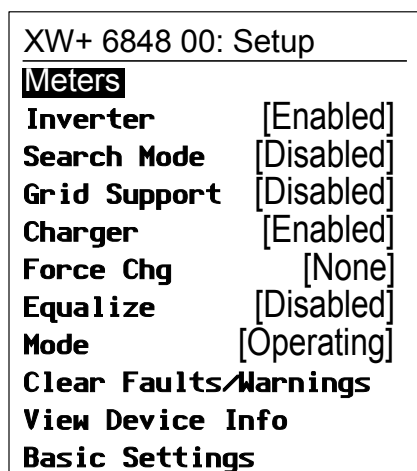 XW+ 6848 00: Setup
Meters
Inverter [Enabled]
Search Mode [Disabled]
Grid Support [Disabled]
Charger [Enabled]
Force Chg [None]
Equalize [Disabled]
Mode [Operating]
Clear Faults/Warnings
View Device Info
Basic Settings